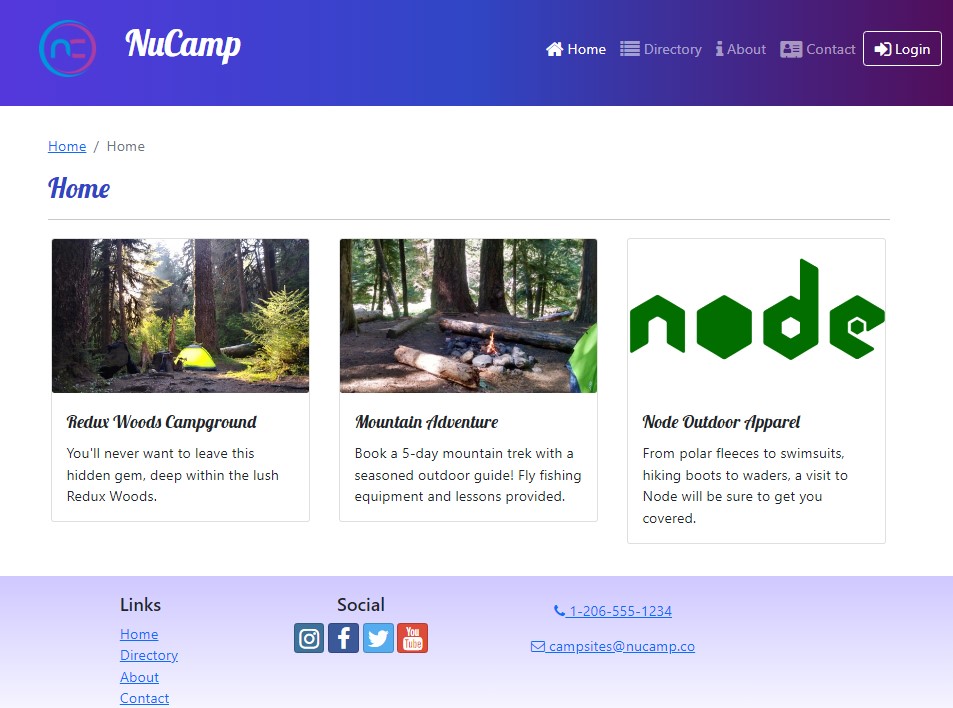 NuCamp
Home Directory About Contact Login
Home / Home
Home
node
Redux Woods Campground
You'll never want to leave this
hidden gem, deep within the lush
Redux Woods.
Mountain Adventure
Book a 5-day mountain trek with a
seasoned outdoor guide! Fly fishing
equipment and lessons provided.
Node Outdoor Apparel
From polar fleeces to swimsuits,
hiking boots to waders, a visit to
Node will be sure to get you
covered.
Links
Home
Directory
About
Contact
Social
You
Tube
1-206-555-1234
campsites@nucamp.co